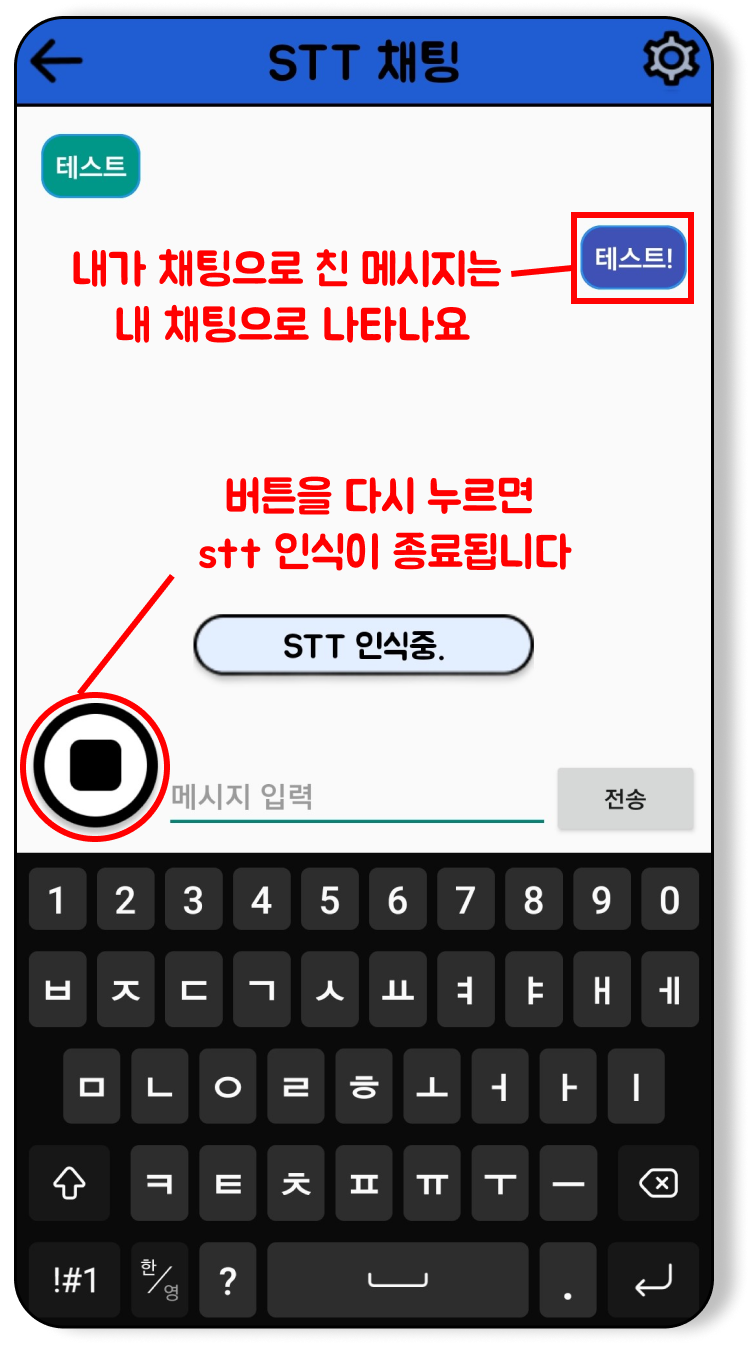 STT 채팅
테스트
테스트!
내가 채팅으로 친 메시지는
내 채팅으로 나타나요
버튼을 다시 누르면
stt 인식이 종료됩니다
STT 인식중.
메시지 입력
전송
1 2 3 4 5 6 7 8 9 0
ㅂ ㅈ ㄷ ㄱ ㅅ ㅛ ㅕ ㅑ ㅐ ㅔ
ㅁ ㄴ ㅇ ㄹ ㅎ ㅗ ㅓ ㅏ ㅣ
ㅋ ㅌ ㅊ ㅍ ㅠ ㅜ ㅡ
!#1 한/영 ? .